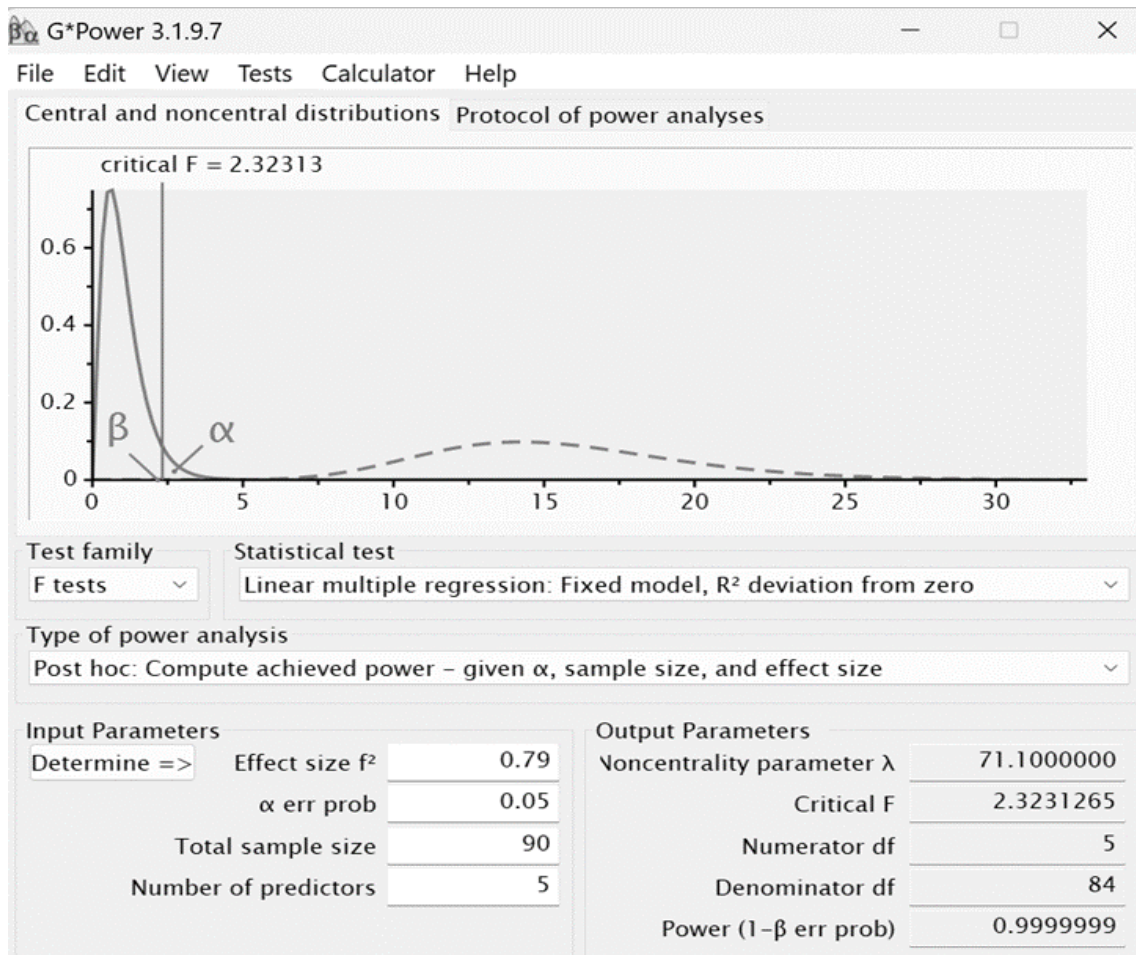 βα G*Power 3.1.9.7
File Edit View Tests Calculator Help
Central and noncentral distributions Protocol of power analyses
critical F = 2.32313
0.6
0.4
0.2
β α
0
0 5 10 15 20 25 30
Test family Statistical test
F tests Linear multiple regression: Fixed model, R² deviation from zero
Type of power analysis
Post hoc: Compute achieved power – given α, sample size, and effect size
Input Parameters Output Parameters
Determine => Effect size f² 0.79 Noncentrality parameter λ 71.1000000
α err prob 0.05 Critical F 2.3231265
Total sample size 90 Numerator df 5
Number of predictors 5 Denominator df 84
Power (1-β err prob) 0.9999999